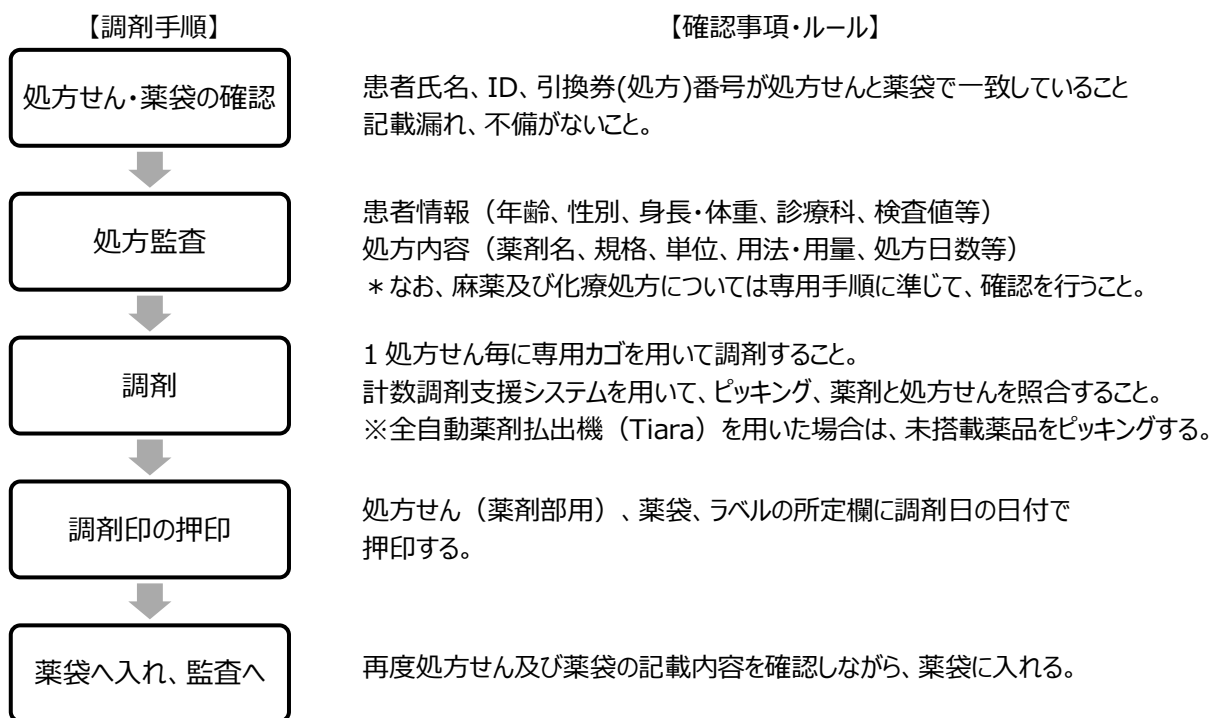 【調剤手順】
【確認事項・ルール】
処方せん・薬袋の確認
患者氏名、ID、引換券(処方)番号が処方せんと薬袋で一致していること
記載漏れ、不備がないこと。
処方監査
患者情報（年齢、性別、身長・体重、診療科、検査値等）
処方内容（薬剤名、規格、単位、用法・用量、処方日数等）
＊なお、麻薬及び化療処方については専用手順に準じて、確認を行うこと。
調剤
1 処方せん毎に専用カゴを用いて調剤すること。
計数調剤支援システムを用いて、ピッキング、薬剤と処方せんを照合すること。
※全自動薬剤払出機（Tiara）を用いた場合は、未搭載薬品をピッキングする。
調剤印の押印
処方せん（薬剤部用）、薬袋、ラベルの所定欄に調剤日の日付で
押印する。
薬袋へ入れ、監査へ
再度処方せん及び薬袋の記載内容を確認しながら、薬袋に入れる。